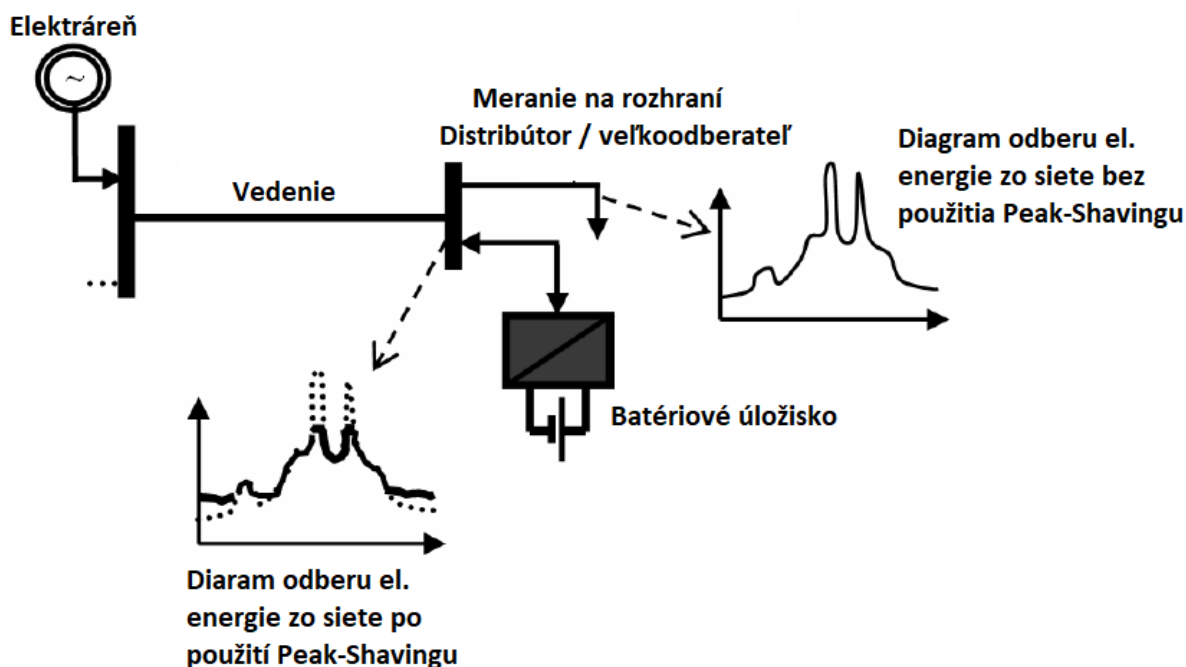 Elektráreň
~
Meranie na rozhraní
Distribútor / veľkoodberateľ
Diagram odberu el.
energie zo siete bez
použitia Peak-Shavingu
Vedenie
Batériové úložisko
Diaram odberu el.
energie zo siete po
použití Peak-Shavingu